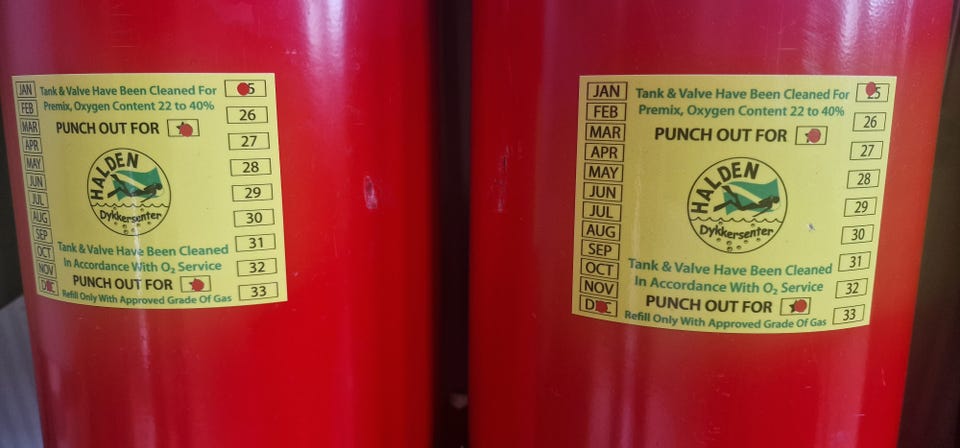 JAN
FEB
MAR
APR
MAY
JUN
JUL
AUG
SEP
OCT
NOV
Tank & Valve Have Been Cleaned For
Premix, Oxygen Content 22 to 40%
PUNCH OUT FOR
HALDEN
Dykkersenter
Tank & Valve Have Been Cleaned
In Accordance With O₂ Service
PUNCH OUT FOR
Refill Only With Approved Grade Of Gas
26
27
28
29
30
31
32
33
JAN
FEB
MAR
APR
MAY
JUN
JUL
AUG
SEP
OCT
NOV
Tank & Valve Have Been Cleaned For
Premix, Oxygen Content 22 to 40%
PUNCH OUT FOR
HALDEN
Dykkersenter
Tank & Valve Have Been Cleaned
In Accordance With O₂ Service
PUNCH OUT FOR
Refill Only With Approved Grade Of Gas
25
26
27
28
29
30
31
32
33